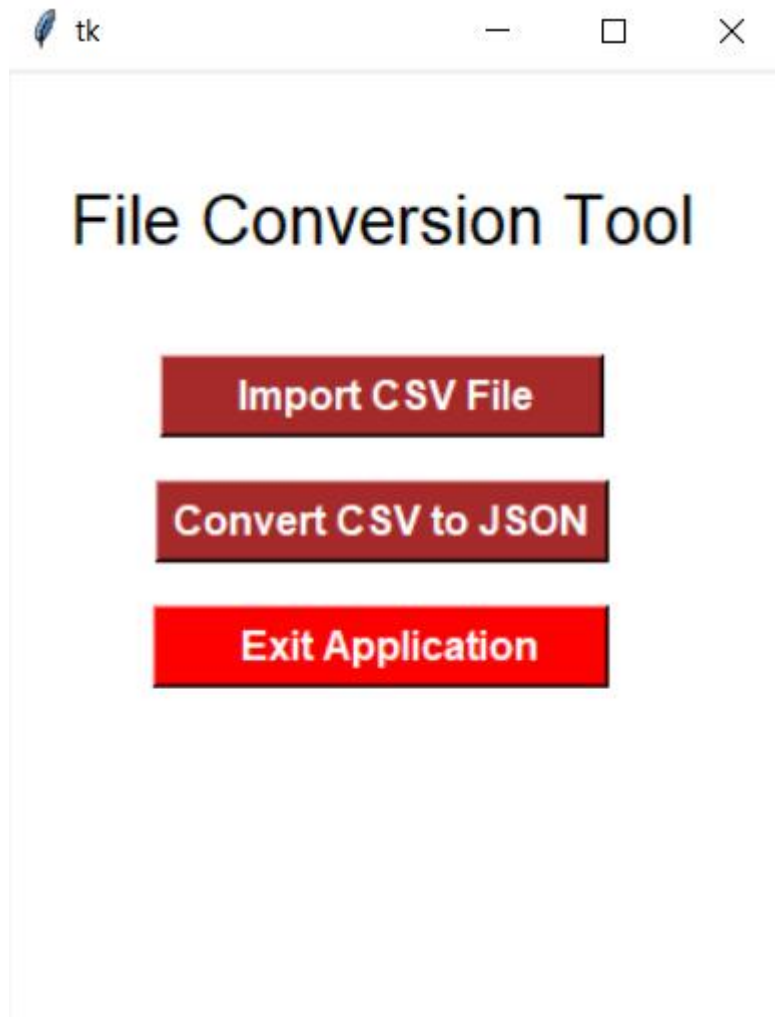 tk
File Conversion Tool
Import CSV File
Convert CSV to JSON
Exit Application